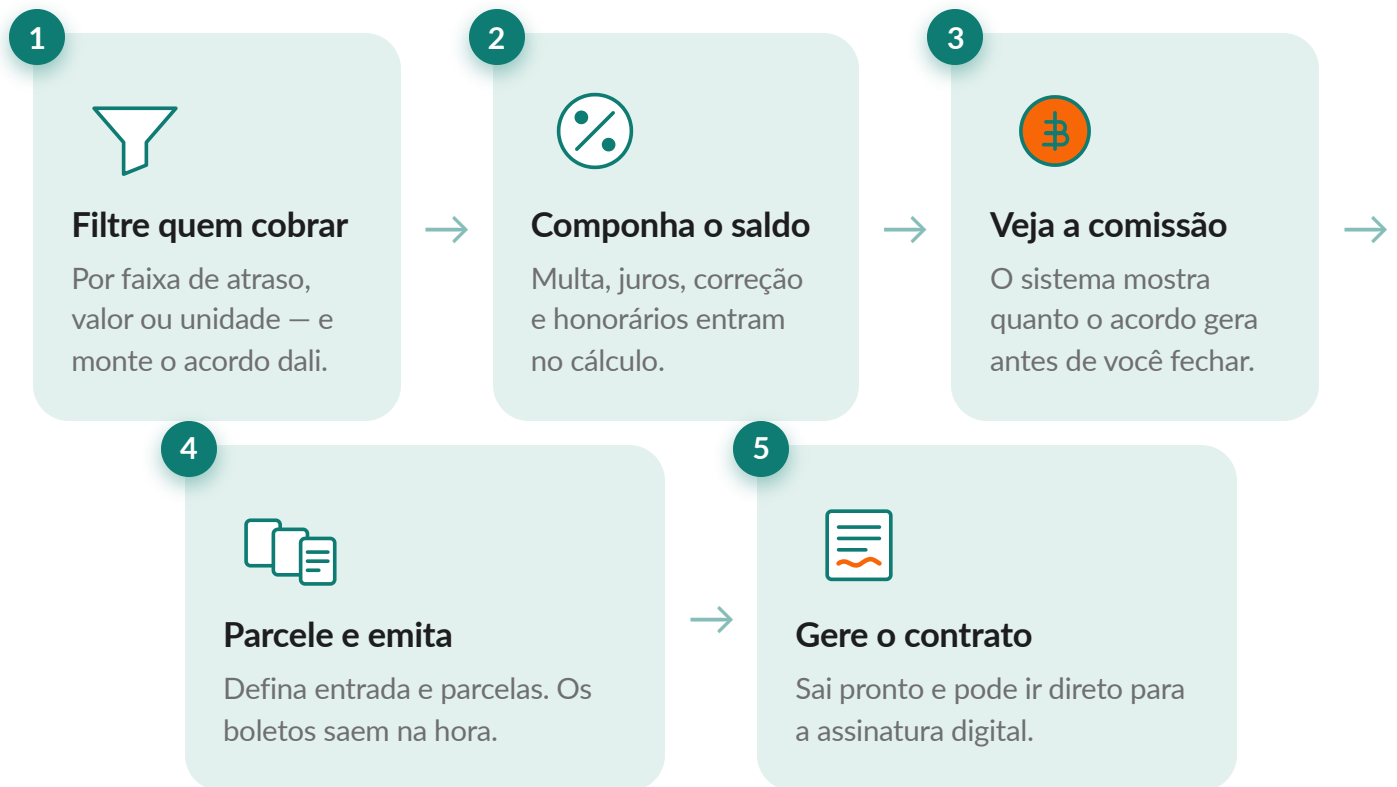 1
Filtre quem cobrar
Por faixa de atraso,
valor ou unidade — e
monte o acordo dali.
2
Componha o saldo
Multa, juros, correção
e honorários entram
no cálculo.
3
Veja a comissão
O sistema mostra
quanto o acordo gera
antes de você fechar.
4
Parcele e emita
Defina entrada e parcelas. Os
boletos saem na hora.
5
Gere o contrato
Sai pronto e pode ir direto para
a assinatura digital.